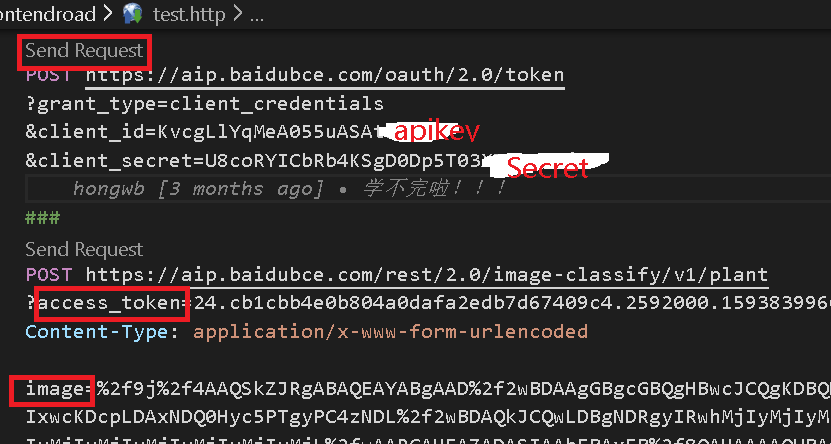 ontendroad > test.http > ...
Send Request
POST https://aip.baidubce.com/oauth/2.0/token
?grant_type=client_credentials
&client_id=KvcgLlYqMeA055uASA apikey
&client_secret=U8coRYICbRb4KSgD0Dp5T03 Secret
hongwb [3 months ago] • 学不完啦！！！
###
Send Request
POST https://aip.baidubce.com/rest/2.0/image-classify/v1/plant
?access_token=24.cb1cbb4e0b804a0dafa2edb7d67409c4.2592000.159383996
Content-Type: application/x-www-form-urlencoded
image=%2f9j%2f4AAQSkZJRgABAQEAYABgAAD%2f2wBDAAgGBgcGBQgHBwcJCQgKDBQ
IxwcKDcpLDAxNDQ0Hyc5PTgyPC4zNDL%2f2wBDAQkJCQwLDBgNDRgyIRwhMjIyMjIyM